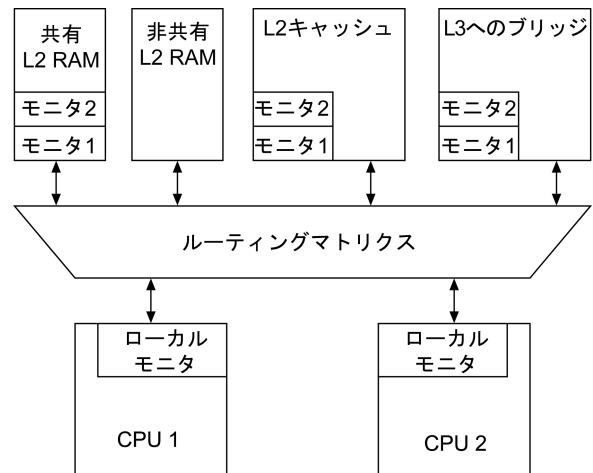 共有
L2 RAM
モニタ2
モニタ1
非共有
L2 RAM
L2キャッシュ
モニタ2
モニタ1
L3へのブリッジ
モニタ2
モニタ1
ルーティングマトリクス
ローカル
モニタ
CPU 1
ローカル
モニタ
CPU 2